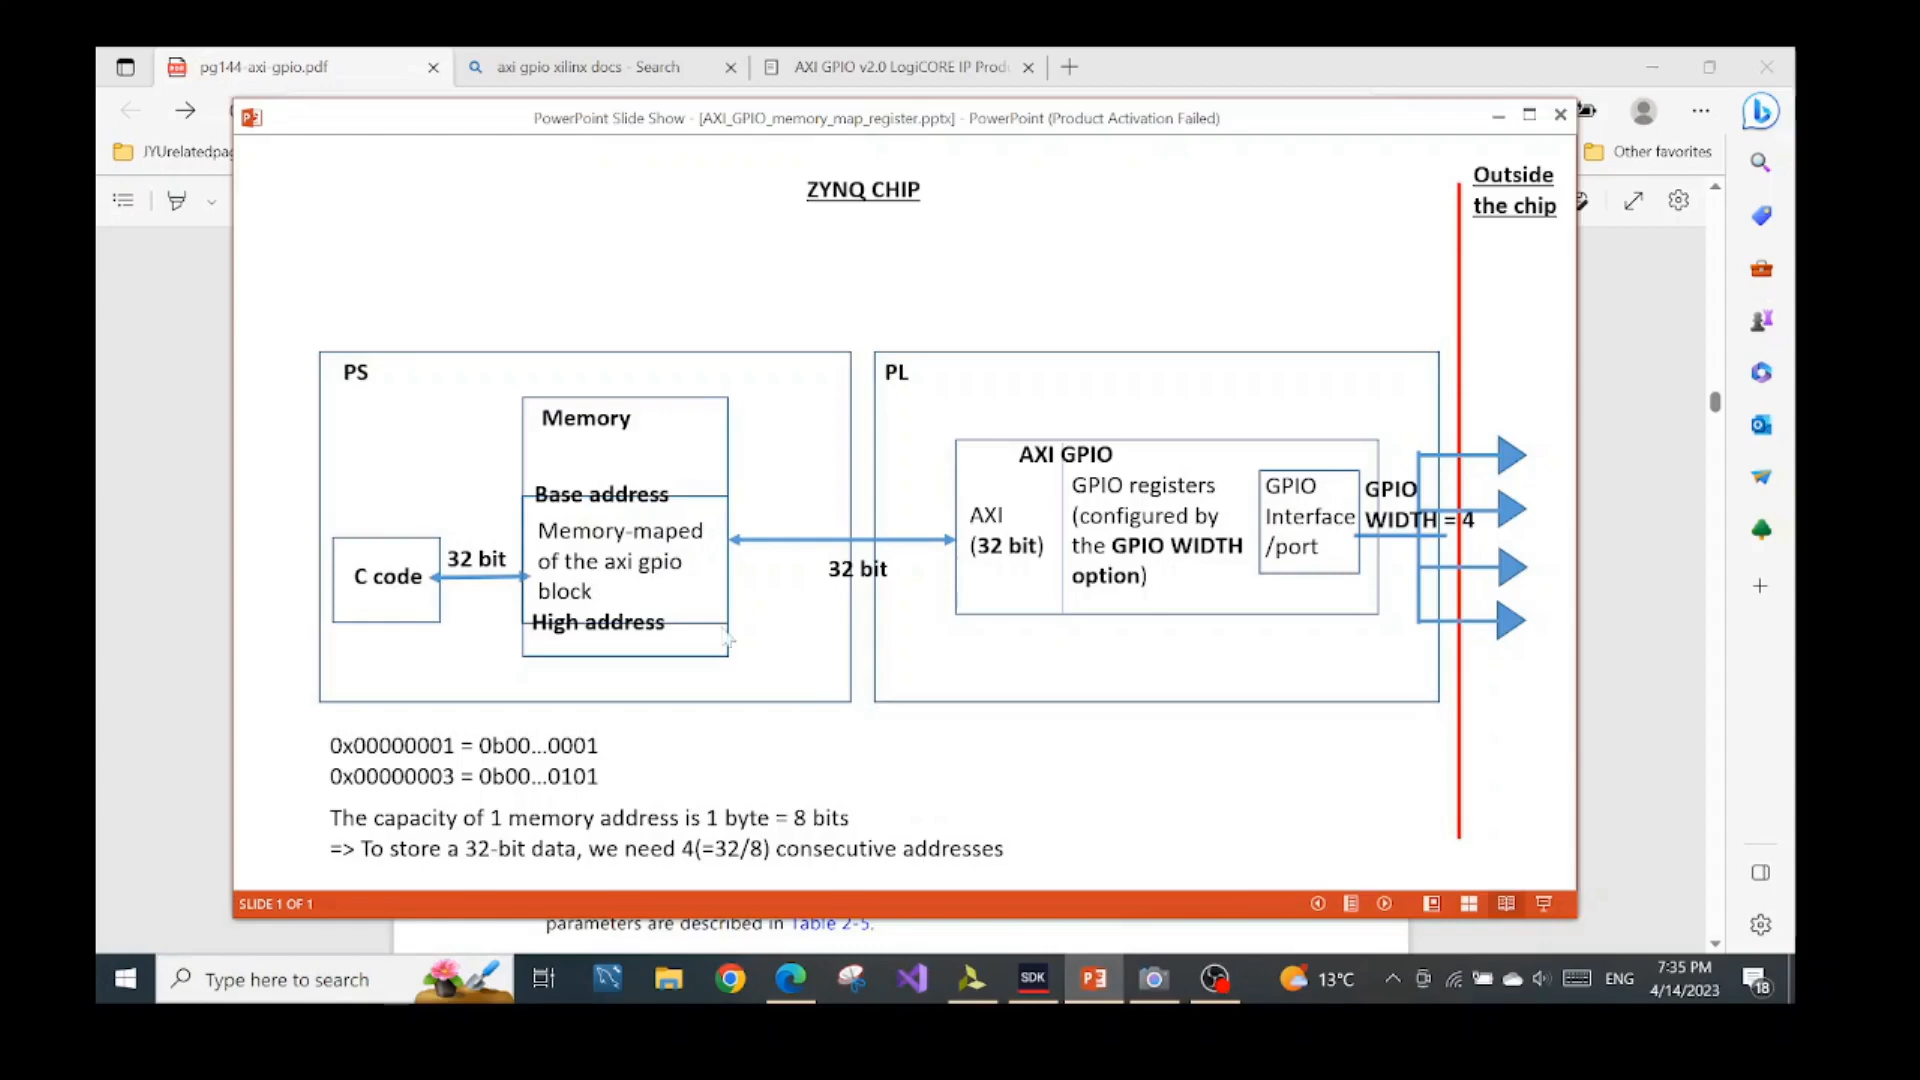 pg144-axi-gpio.pdf
axi gpio xilinx docs - Search
AXI GPIO v2.0 LogiCORE IP Prod
PowerPoint Slide Show - [AXI_GPIO_memory_map_register.pptx] - PowerPoint (Product Activation Failed)
JYUrelatedpag
Other favorites
ZYNQ CHIP
Outside
the chip
PS
Memory
Base address
Memory-maped
of the axi gpio
block
High address
C code
32 bit
32 bit
PL
AXI GPIO
AXI
(32 bit)
GPIO registers
(configured by
the GPIO WIDTH
option)
GPIO
Interface
/port
GPIO
WIDTH = 4
0x00000001 = 0b00...0001
0x00000003 = 0b00...0101
The capacity of 1 memory address is 1 byte = 8 bits
=> To store a 32-bit data, we need 4(=32/8) consecutive addresses
SLIDE 1 OF 1
parameters are described in Table 2-5.
Type here to search
SDK
13°C
ENG
7:35 PM
4/14/2023
18